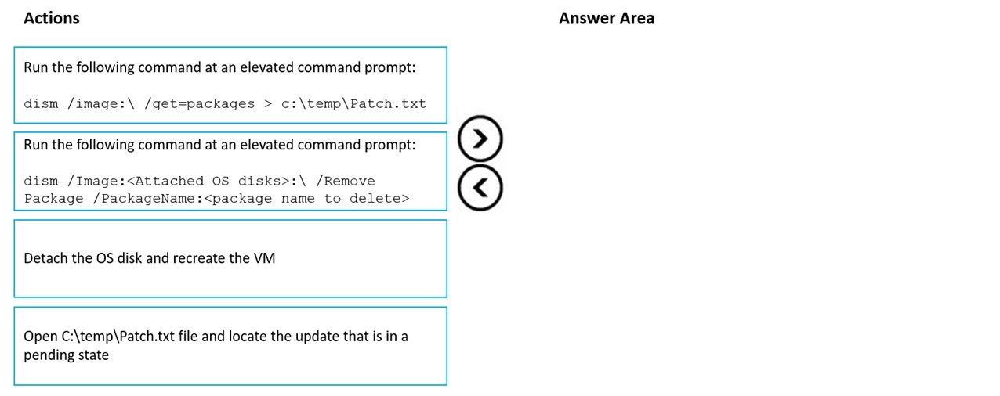 Actions
Answer Area
Run the following command at an elevated command prompt:
dism /image:\ /get=packages > c:\temp\Patch.txt
Run the following command at an elevated command prompt:
dism /Image:<Attached OS disks>:\ /Remove
Package /PackageName:<package name to delete>
Detach the OS disk and recreate the VM
Open C:\temp\Patch.txt file and locate the update that is in a
pending state